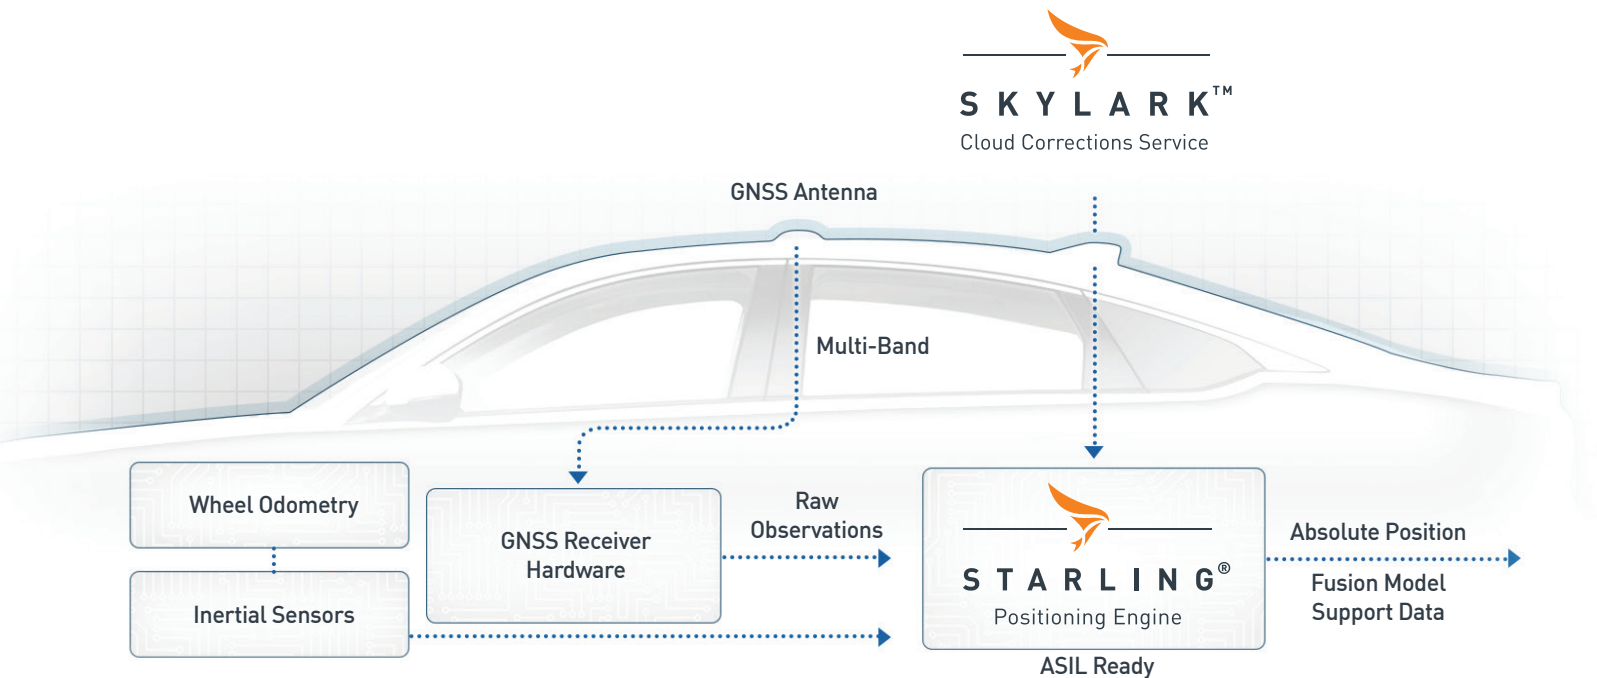 SKYLARK™
Cloud Corrections Service
GNSS Antenna
Multi-Band
Wheel Odometry
Inertial Sensors
GNSS Receiver
Hardware
Raw
Observations
STARLING®
Positioning Engine
ASIL Ready
Absolute Position
Fusion Model
Support Data